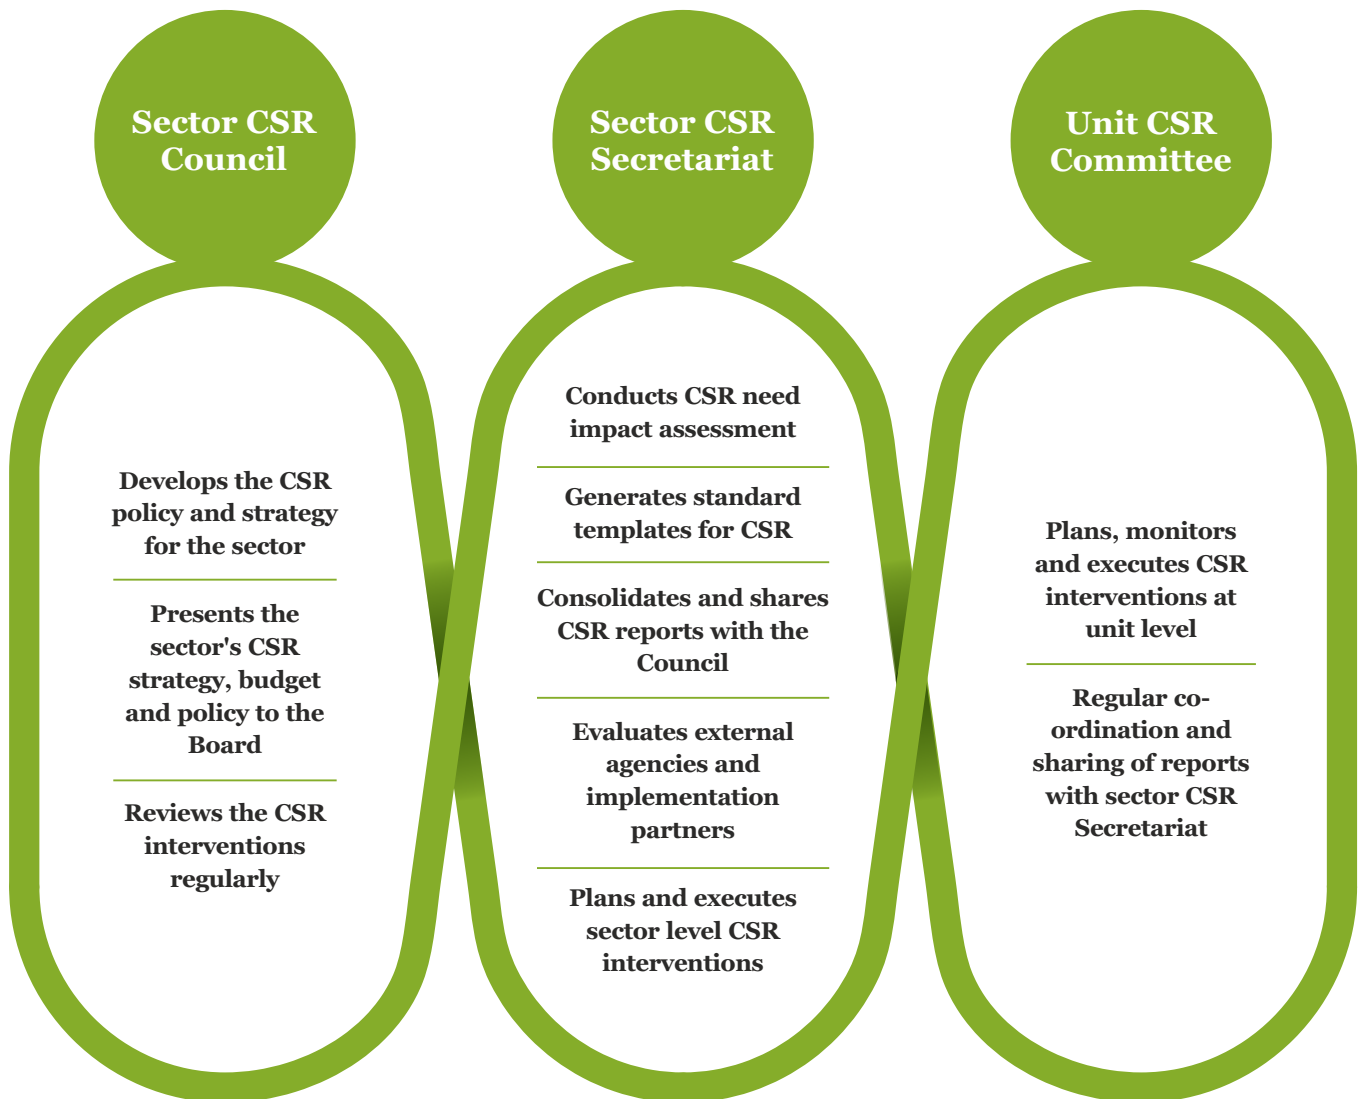 Sector CSR
Council
Develops the CSR
policy and strategy
for the sector
Presents the
sector's CSR
strategy, budget
and policy to the
Board
Reviews the CSR
interventions
regularly
Sector CSR
Secretariat
Conducts CSR need
impact assessment
Generates standard
templates for CSR
Consolidates and shares
CSR reports with the
Council
Evaluates external
agencies and
implementation
partners
Plans and executes
sector level CSR
interventions
Unit CSR
Committee
Plans, monitors
and executes CSR
interventions at
unit level
Regular co-
ordination and
sharing of reports
with sector CSR
Secretariat